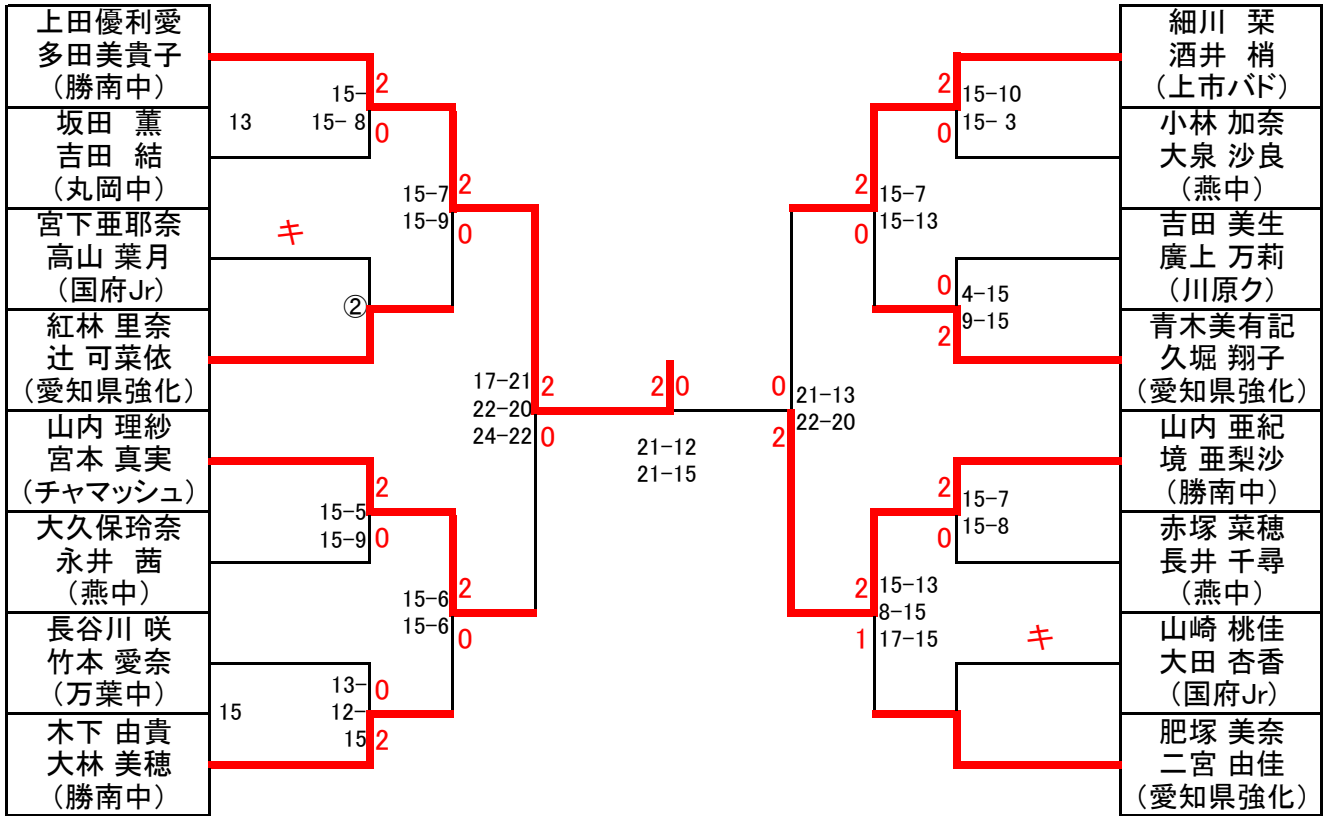 上田優利愛
多田美貴子
（勝南中）
坂田　薫
吉田　結
（丸岡中）
宮下亜耶奈
高山 葉月
（国府Jr）
紅林 里奈
辻 可菜依
（愛知県強化）
山内 理紗
宮本 真実
（チャマッシュ）
大久保玲奈
永井　茜
（燕中）
長谷川 咲
竹本 愛奈
（万葉中）
木下 由貴
大林 美穂
（勝南中）
15-
2
13
15- 8
0
キ
②
15-5
2
15-9
0
13-
0
15
12-
15
2
15-7
2
15-9
0
15-6
2
15-6
0
17-21
2
22-20
24-22
0
2
0
21-12
21-15
0
21-13
2
22-20
2
15-7
0
15-13
2
15-13
8-15
1
17-15
2
15-10
0
15- 3
0
4-15
2
9-15
2
15-7
0
15-8
キ
細川　栞
酒井　梢
（上市バド）
小林 加奈
大泉 沙良
（燕中）
吉田 美生
廣上 万莉
（川原ク）
青木美有記
久堀 翔子
（愛知県強化）
山内 亜紀
境 亜梨沙
（勝南中）
赤塚 菜穂
長井 千尋
（燕中）
山崎 桃佳
大田 杏香
（国府Jr）
肥塚 美奈
二宮 由佳
（愛知県強化）